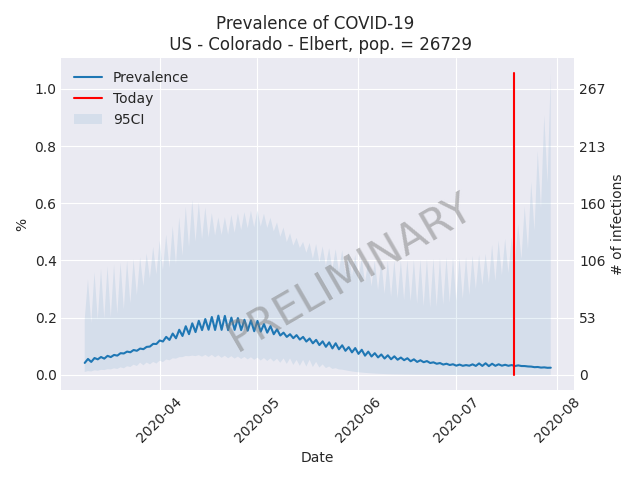 Prevalence of COVID-19
US - Colorado - Elbert, pop. = 26729
Prevalence
Today
95CI
PRELIMINARY
%
1.0
0.8
0.6
0.4
0.2
0.0
267
213
160
106
53
0
# of infections
2020-04
2020-05
2020-06
2020-07
2020-08
Date